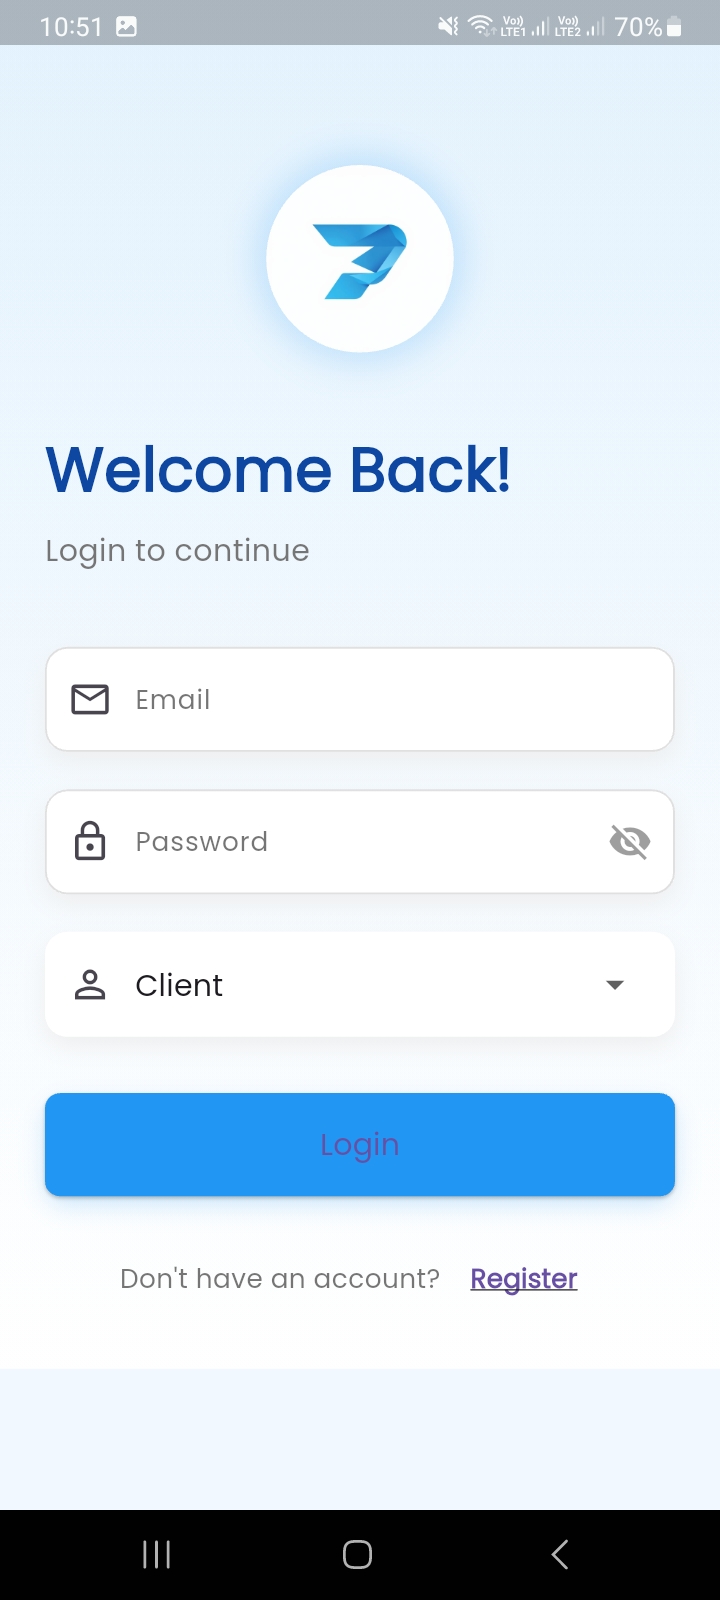 10:51 Vo)) LTE1 Vo)) LTE2 70%
Welcome Back!
Login to continue
Email
Password
Client
Login
Don't have an account? Register